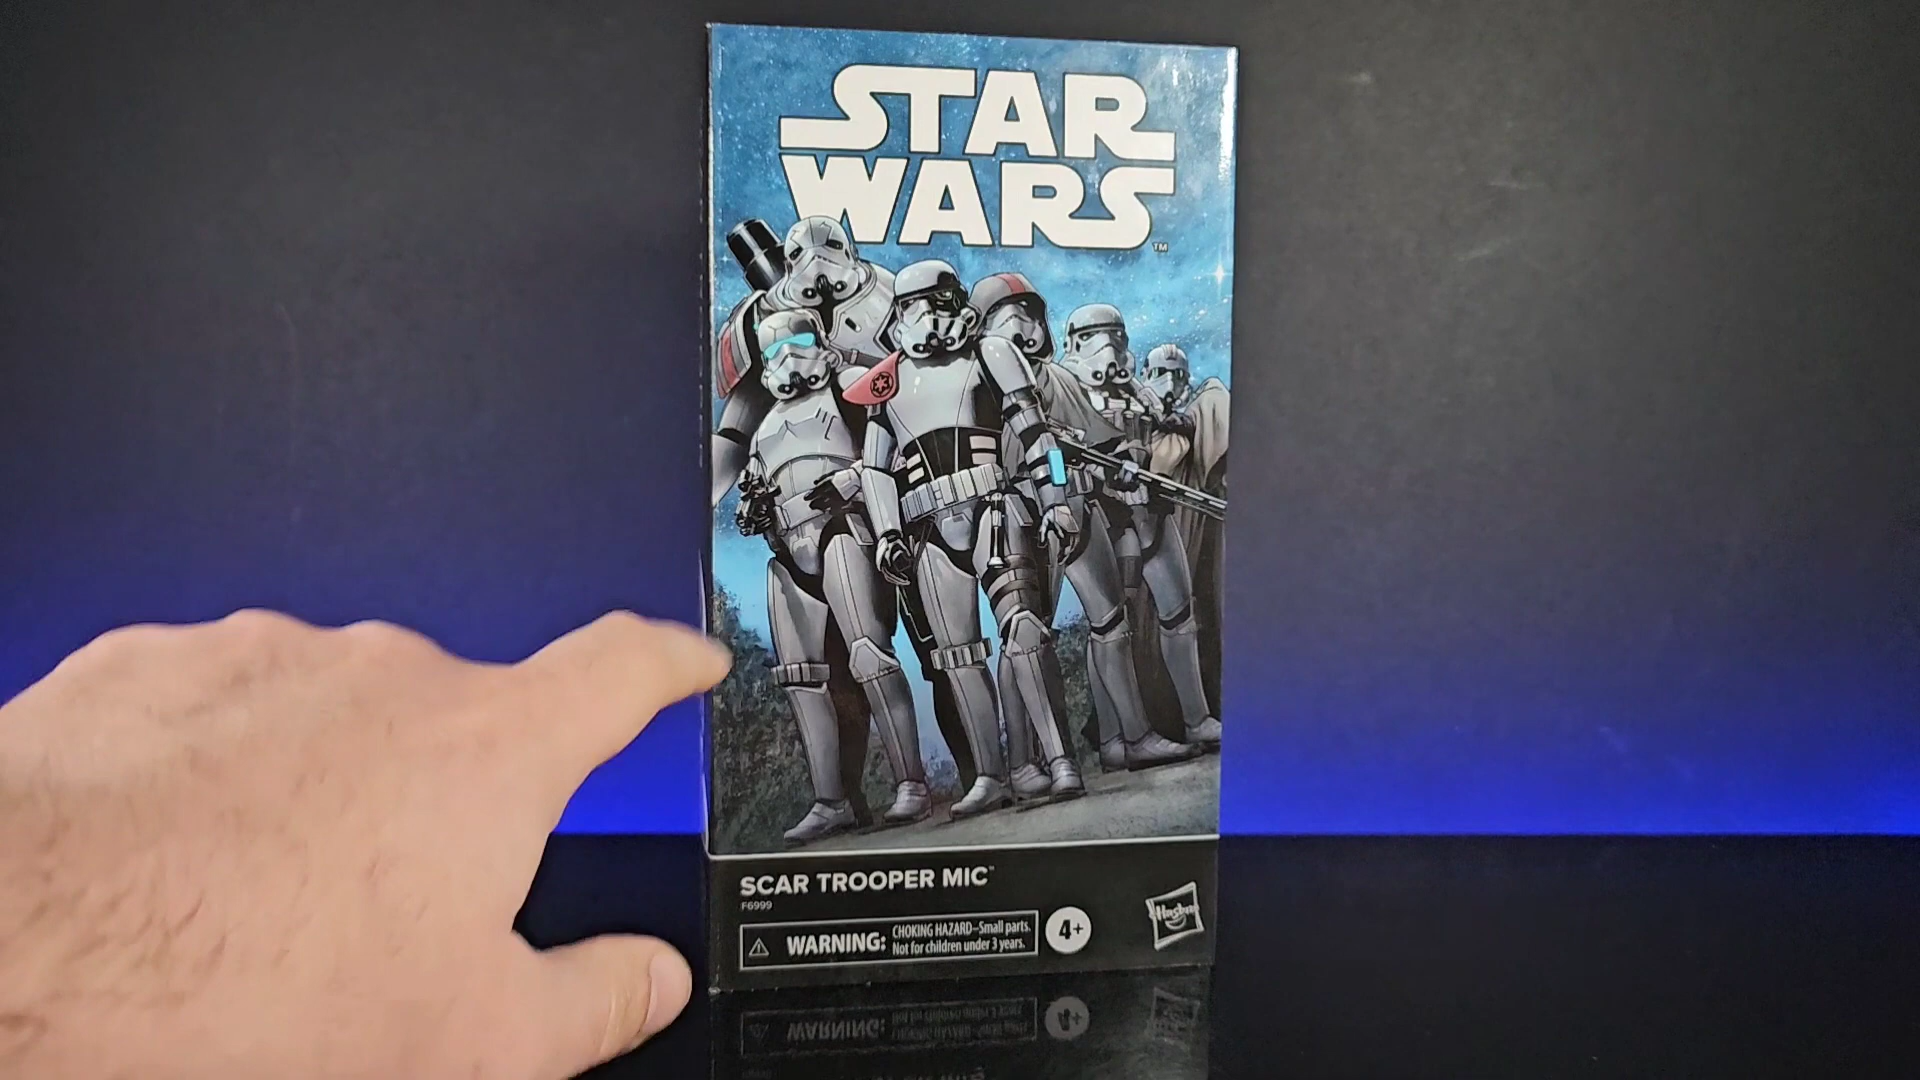 STAR
WARS
™
SCAR TROOPER MIC™
F6999
WARNING: CHOKING HAZARD–Small parts.
Not for children under 3 years.
4+
Hasbro